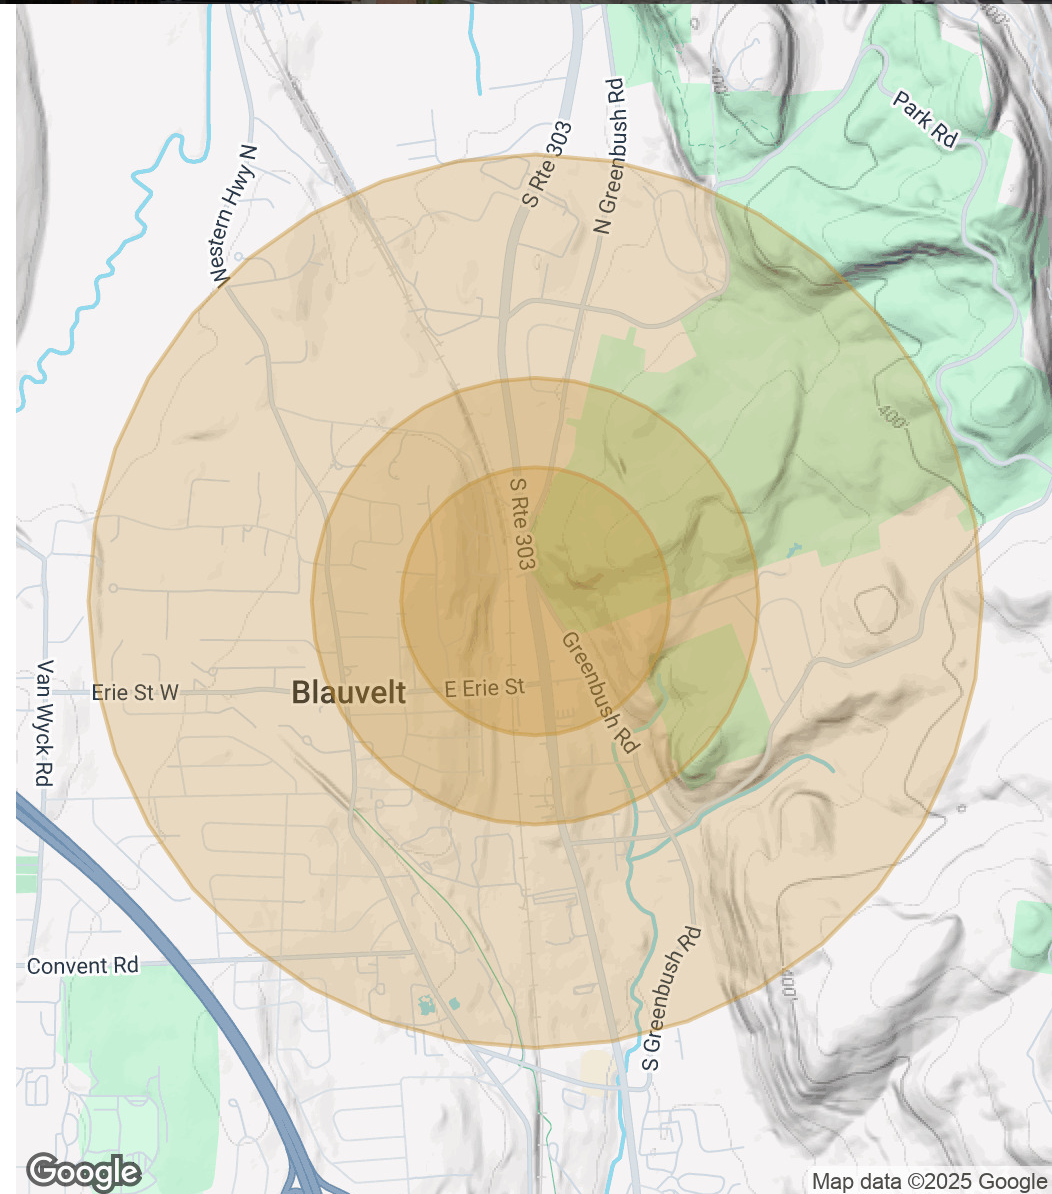 400'
400'
Park Rd
S Rte 303
N Greenbush Rd
Western Hwy N
400'
S Rte 303
Greenbush Rd
Van Wyck Rd
Erie St W
Blauvelt
E Erie St
Convent Rd
S Greenbush Rd
400'
Google
Map data ©2025 Google